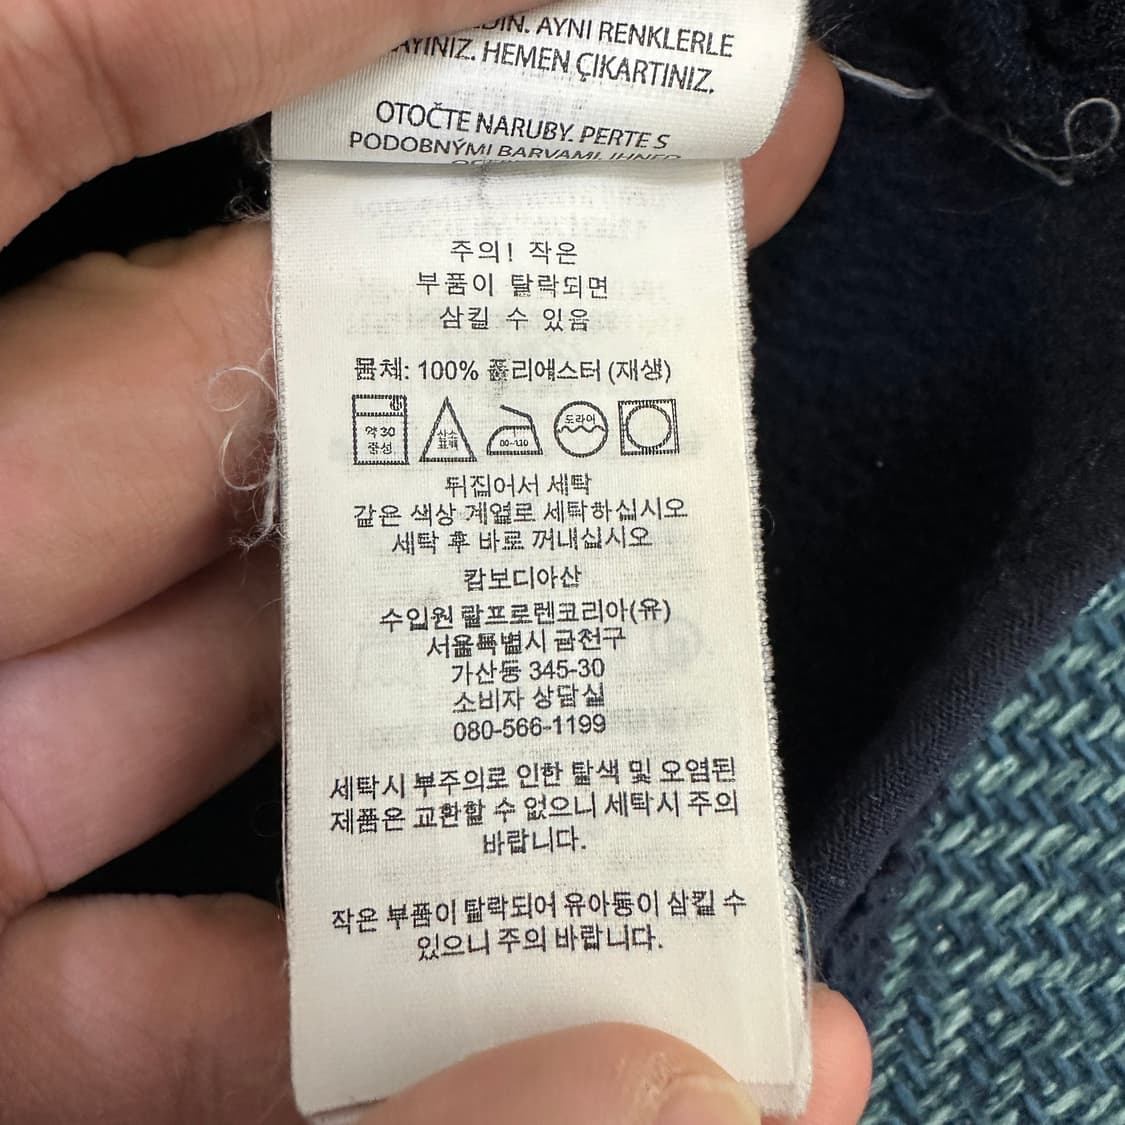 AYNI RENKLERLE
HEMEN ÇIKARTINIZ.
OTOČTE NARUBY. PERTE S
PODOBNÝMI BARVAMI. IHNED
주의! 작은
부품이 탈락되면
삼킬 수 있음
몸체: 100% 폴리에스터 (재생)
약 30
중성
산소
표백
도라이
뒤집어서 세탁
같은 색상 계열로 세탁하십시오
세탁 후 바로 꺼내십시오
캄보디아산
수입원 랄프로렌코리아(유)
서울특별시 금천구
가산동 345-30
소비자 상담실
080-566-1199
세탁시 부주의로 인한 탈색 및 오염된
제품은 교환할 수 없으니 세탁시 주의
바랍니다.
작은 부품이 탈락되어 유아동이 삼킬 수
있으니 주의 바랍니다.